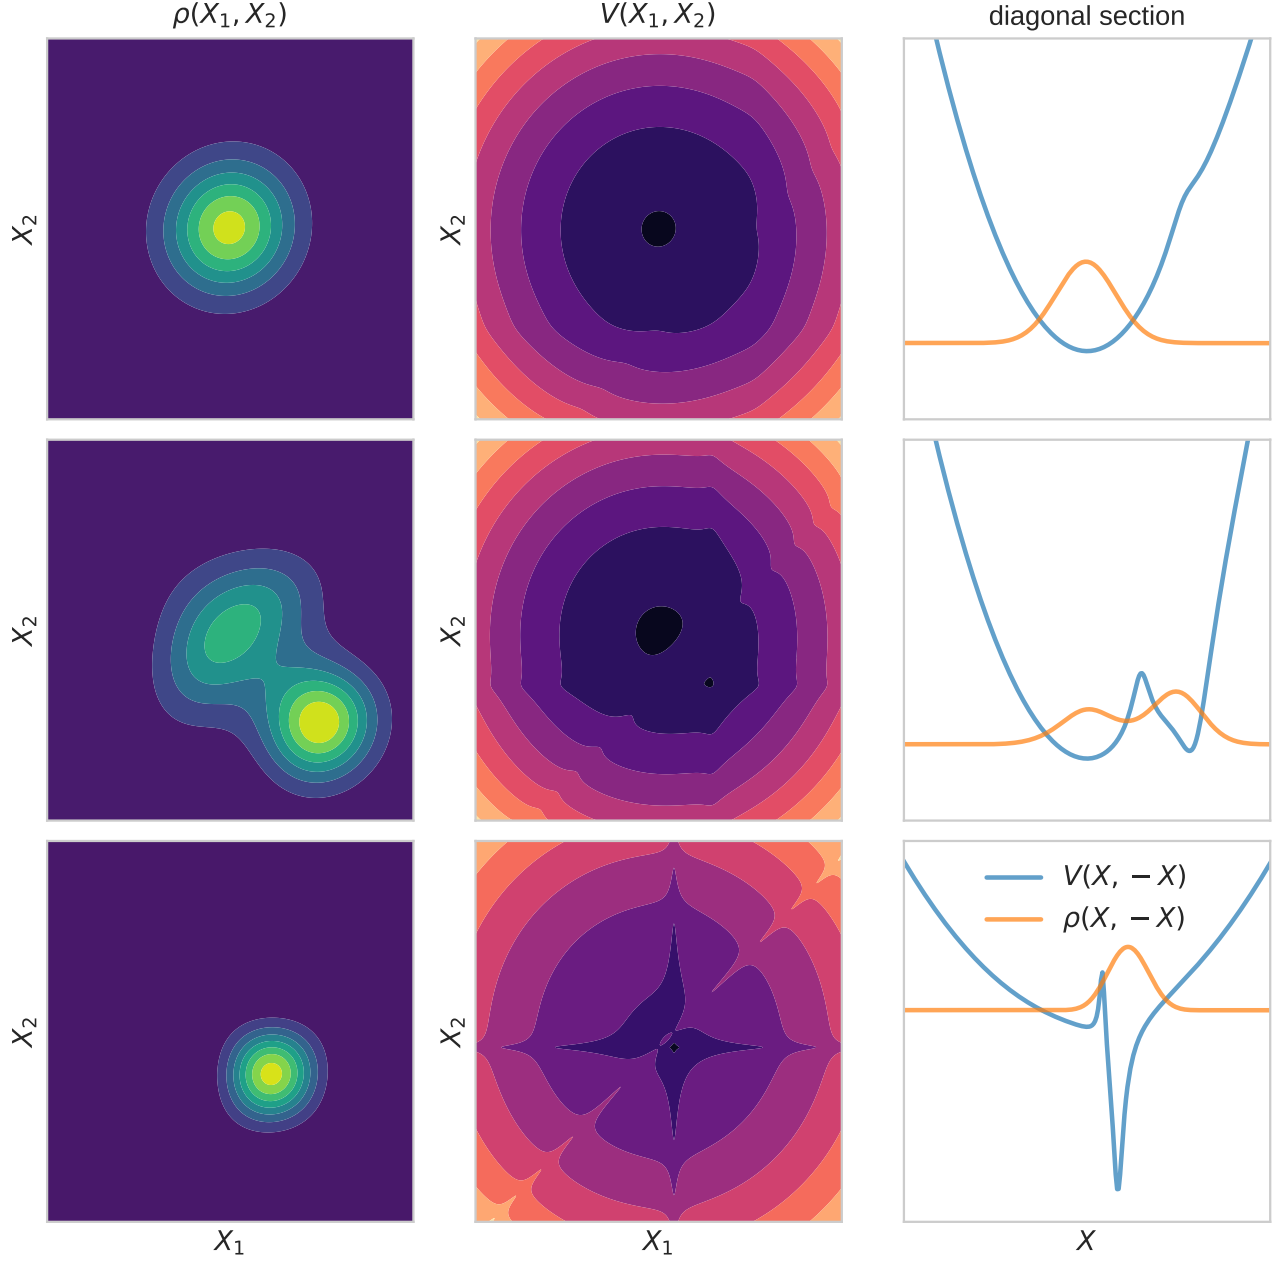 ρ(X₁, X₂)
V(X₁, X₂)
diagonal section
X₂
X₂
X₂
X₂
X₂
X₂
V(X, −X)
ρ(X, −X)
X₁
X₁
X